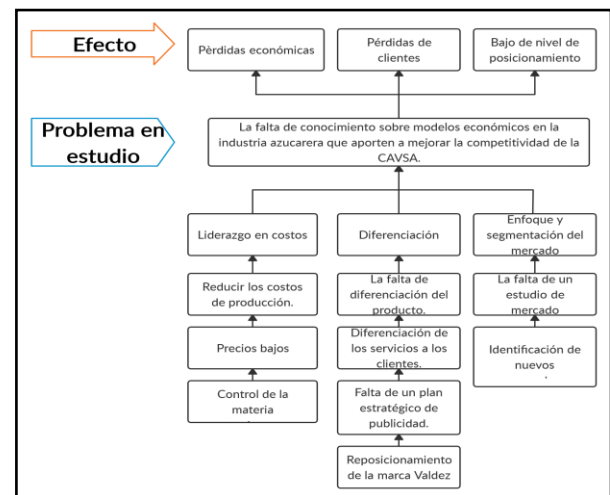 Efecto
Pèrdidas económicas
Pérdidas de
clientes
Bajo de nivel de
posicionamiento
Problema en
estudio
La falta de conocimiento sobre modelos económicos en la
industria azucarera que aporten a mejorar la competitividad de la
CAVSA.
Liderazgo en costos
Diferenciación
Enfoque y
segmentación del
mercado
Reducir los costos
de producción.
La falta de
diferenciación del
producto.
La falta de un
estudio de
mercado
Precios bajos
Diferenciación de
los servicios a los
clientes.
Identificación de
nuevos
Control de la
materia
Falta de un plan
estratégico de
publicidad.
Reposicionamiento
de la marca Valdez